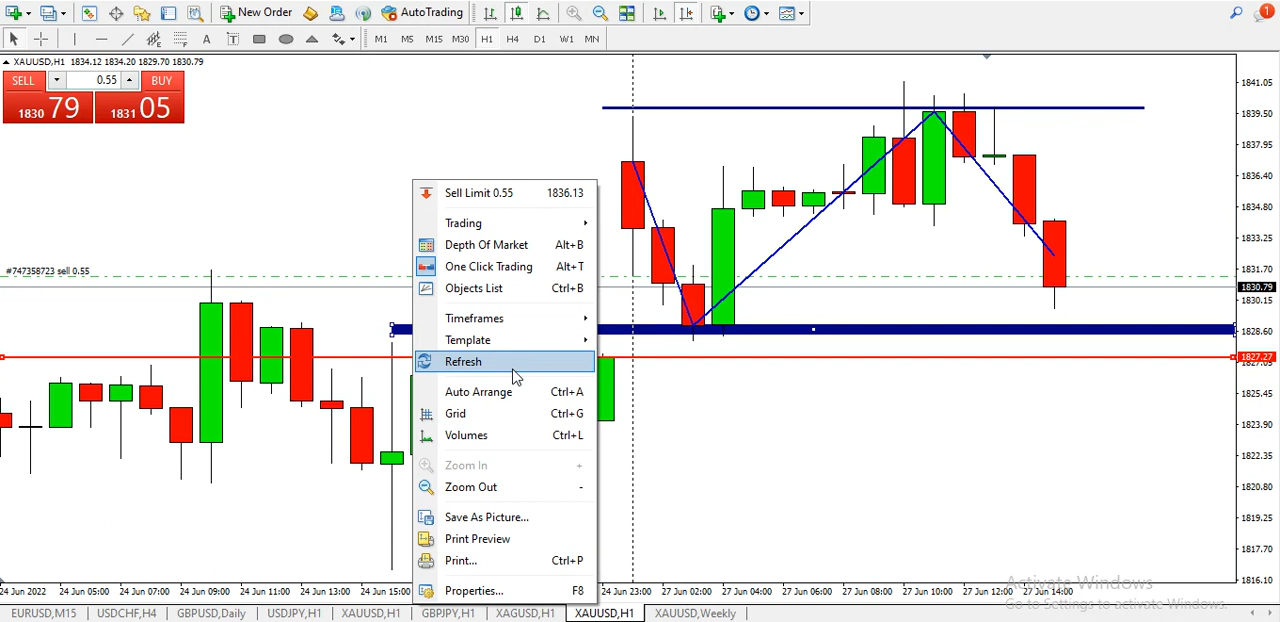 New Order
AutoTrading
1
A
T
M1 M5 M15 M30 H1 H4 D1 W1 MN
XAUUSD,H1 1834.12 1834.20 1829.70 1830.79
SELL 0.55 BUY
1830 79 1831 05
#747358723 sell 0.55
Sell Limit 0.55 1836.13
Trading
Depth Of Market Alt+B
One Click Trading Alt+T
Objects List Ctrl+B
Timeframes
Template
Refresh
Auto Arrange Ctrl+A
Grid Ctrl+G
Volumes Ctrl+L
Zoom In +
Zoom Out -
Save As Picture...
Print Preview
Print... Ctrl+P
Properties... F8
1841.05
1839.50
1837.95
1836.40
1834.80
1833.25
1831.70
1830.79
1830.15
1828.60
1827.27
1825.45
1823.90
1822.35
1820.80
1819.25
1817.70
1816.10
Activate Windows
Go to Settings to activate Windows.
24 Jun 2022 24 Jun 05:00 24 Jun 07:00 24 Jun 09:00 24 Jun 11:00 24 Jun 13:00 24 Jun 15:00 24 Jun 23:00 27 Jun 02:00 27 Jun 04:00 27 Jun 06:00 27 Jun 08:00 27 Jun 10:00 27 Jun 12:00 27 Jun 14:00
EURUSD,M15 USDCHF,H4 GBPUSD,Daily USDJPY,H1 XAUUSD,H1 GBPJPY,H1 XAGUSD,H1 XAUUSD,H1 XAUUSD,Weekly